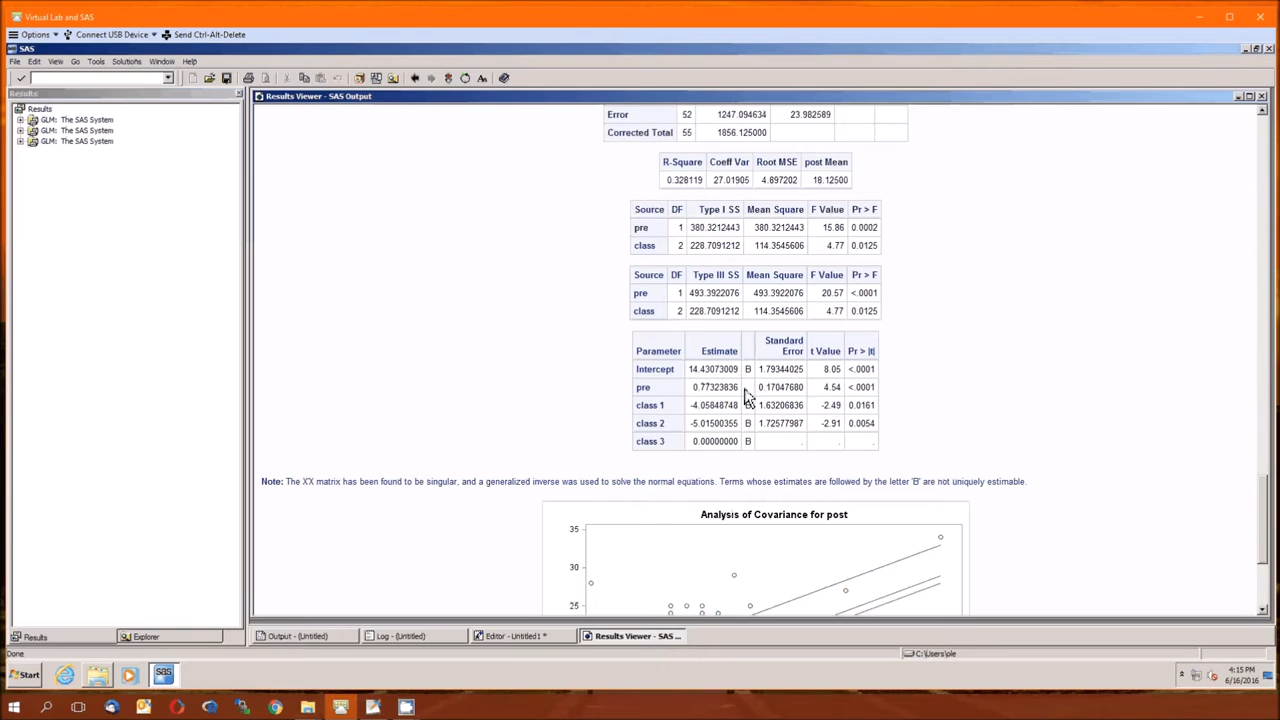 Virtual Lab and SAS
Options Connect USB Device Send Ctrl-Alt-Delete
SAS
File Edit View Go Tools Solutions Window Help
Results
Results Viewer - SAS Output
Results
GLM: The SAS System
GLM: The SAS System
GLM: The SAS System
Error 52 1247.094634 23.982589
Corrected Total 55 1856.125000
R-Square Coeff Var Root MSE post Mean
0.328119 27.01905 4.897202 18.12500
Source DF Type I SS Mean Square F Value Pr > F
pre 1 380.3212443 380.3212443 15.86 0.0002
class 2 228.7091212 114.3545606 4.77 0.0125
Source DF Type III SS Mean Square F Value Pr > F
pre 1 493.3922076 493.3922076 20.57 <.0001
class 2 228.7091212 114.3545606 4.77 0.0125
Parameter Estimate Standard Error t Value Pr > |t|
Intercept 14.43073009 B 1.79344025 8.05 <.0001
pre 0.77323836 0.17047680 4.54 <.0001
class 1 -4.05848748 B 1.63206836 -2.49 0.0161
class 2 -5.01500355 B 1.72577987 -2.91 0.0054
class 3 0.00000000 B . . .
Note: The X'X matrix has been found to be singular, and a generalized inverse was used to solve the normal equations. Terms whose estimates are followed by the letter 'B' are not uniquely estimable.
Analysis of Covariance for post
35
30
25
Results Explorer Output - (Untitled) Log - (Untitled) Editor - Untitled1 * Results Viewer - SAS ...
Done C:\Users\ole
Start sas 4:15 PM
6/16/2016